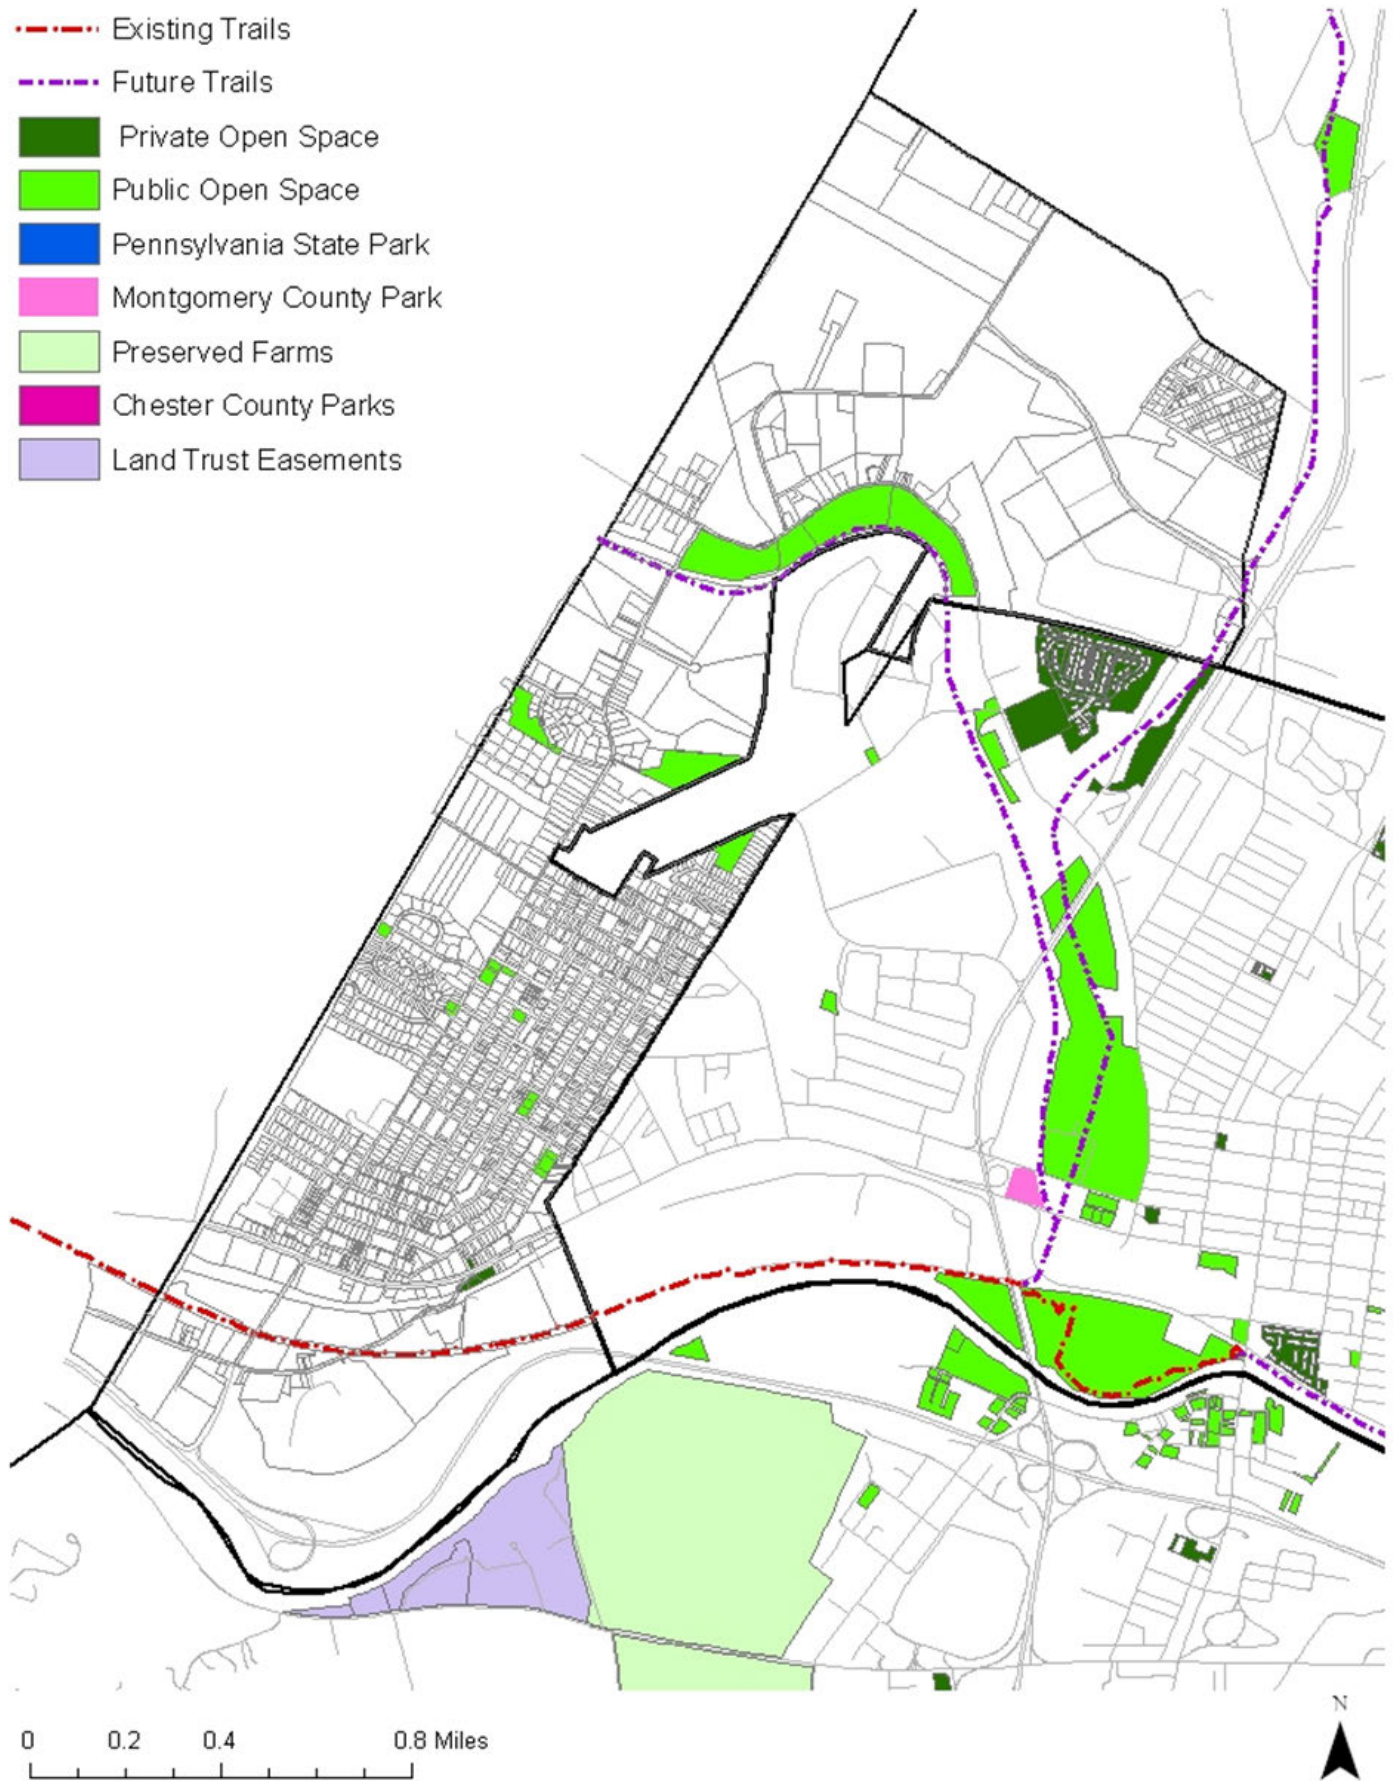 Existing Trails
Future Trails
Private Open Space
Public Open Space
Pennsylvania State Park
Montgomery County Park
Preserved Farms
Chester County Parks
Land Trust Easements
N
0 0.2 0.4 0.8 Miles